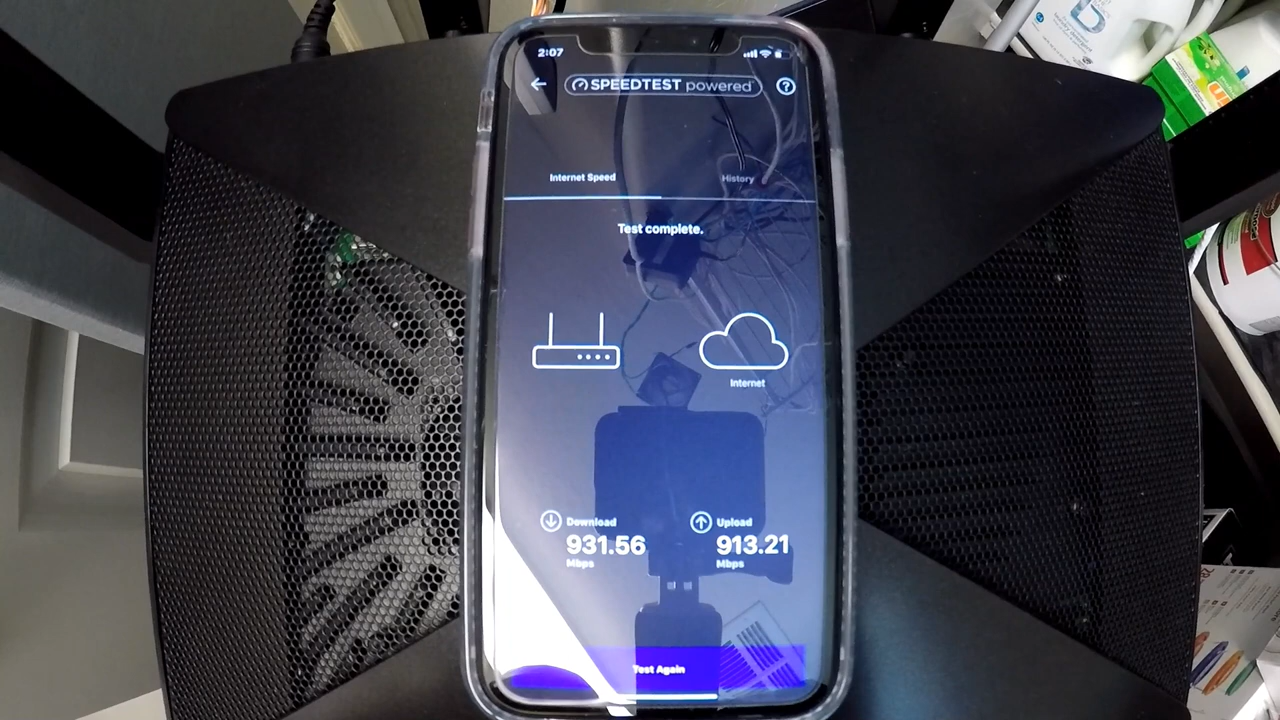 2:07
SPEEDTEST powered
?
Internet Speed
History
Test complete.
Internet
Download
Upload
931.56
913.21
Mbps
Mbps
Test Again